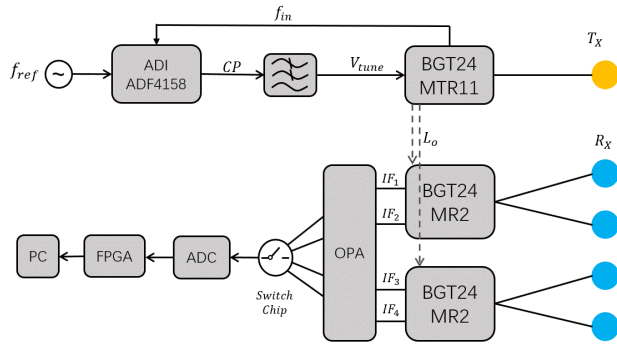 f_in
T_X
ADI
ADF4158
f_ref
~
CP
V_tune
BGT24
MTR11
L_o
R_X
IF_1
BGT24
MR2
IF_2
OPA
PC
FPGA
ADC
Switch
Chip
IF_3
BGT24
MR2
IF_4